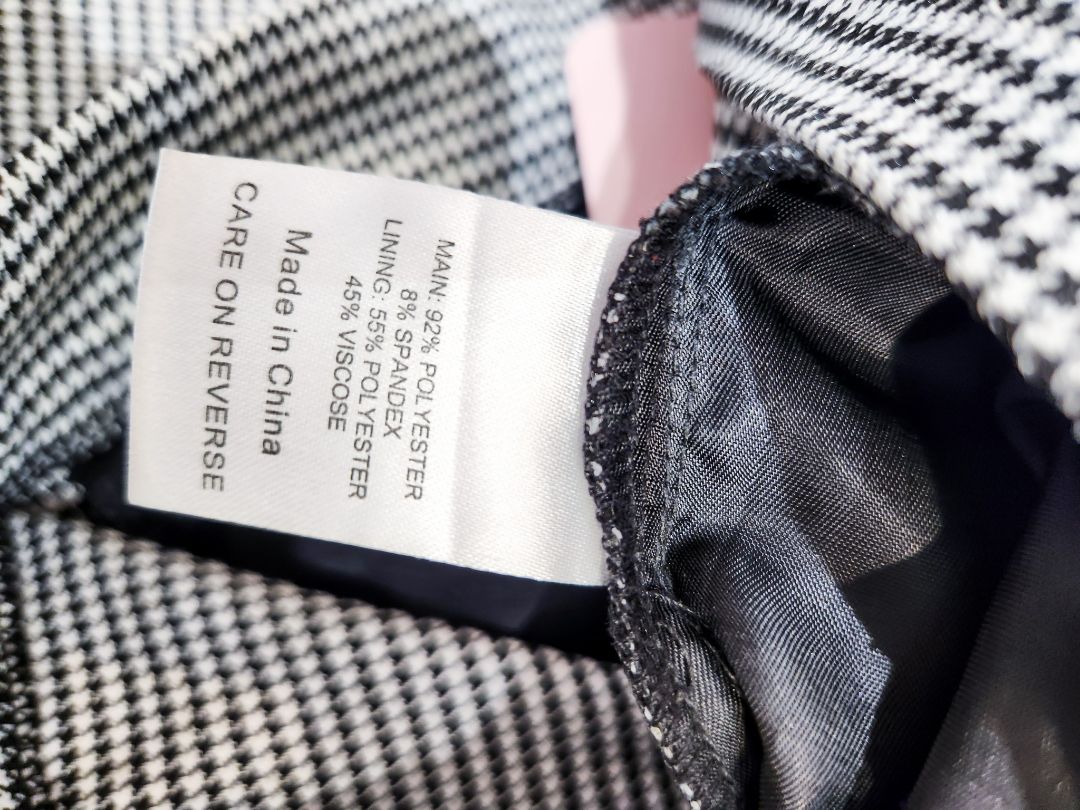 MAIN: 92% POLYESTER
8% SPANDEX
LINING: 55% POLYESTER
45% VISCOSE
Made in China
CARE ON REVERSE